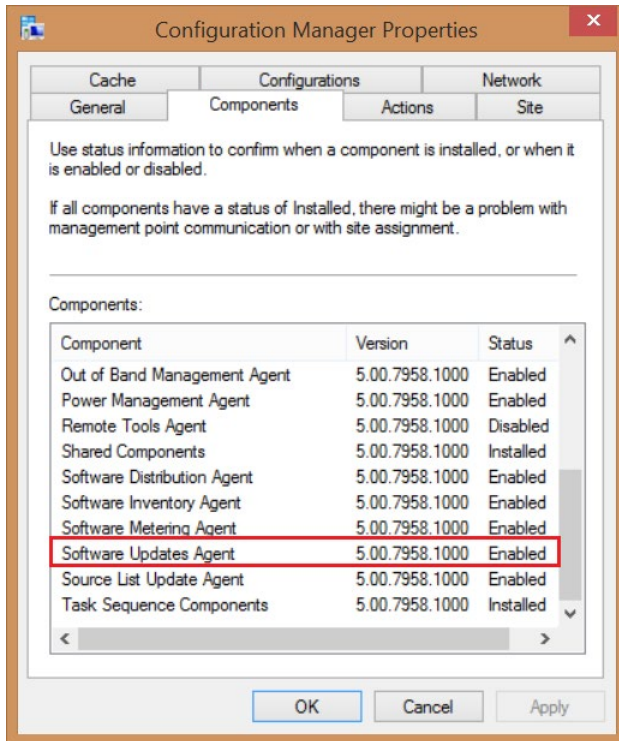 Configuration Manager Properties
x
Cache Configurations Network
General Components Actions Site
Use status information to confirm when a component is installed, or when it
is enabled or disabled.
If all components have a status of Installed, there might be a problem with
management point communication or with site assignment.
Components:
Component Version Status
Out of Band Management Agent 5.00.7958.1000 Enabled
Power Management Agent 5.00.7958.1000 Enabled
Remote Tools Agent 5.00.7958.1000 Disabled
Shared Components 5.00.7958.1000 Installed
Software Distribution Agent 5.00.7958.1000 Enabled
Software Inventory Agent 5.00.7958.1000 Enabled
Software Metering Agent 5.00.7958.1000 Enabled
Software Updates Agent 5.00.7958.1000 Enabled
Source List Update Agent 5.00.7958.1000 Enabled
Task Sequence Components 5.00.7958.1000 Installed
OK Cancel Apply